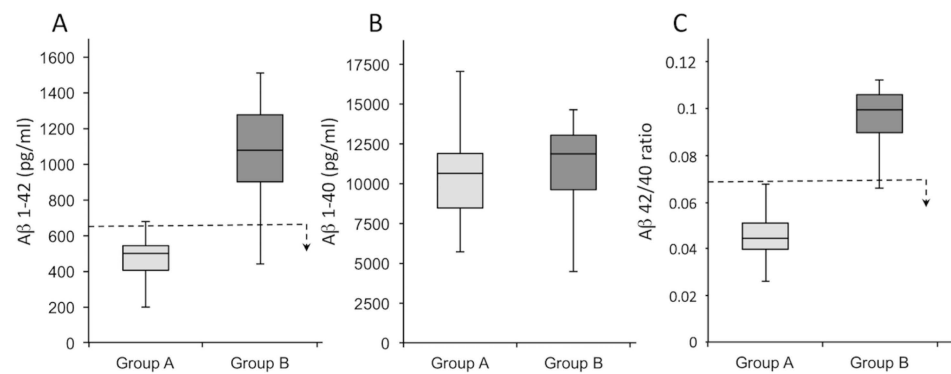 A
Aβ 1-42 (pg/ml)
1600
1400
1200
1000
800
600
400
200
0
Group A Group B
B
Aβ 1-40 (pg/ml)
17500
15000
12500
10000
7500
5000
2500
0
Group A Group B
C
Aβ 42/40 ratio
0.12
0.1
0.08
0.06
0.04
0.02
0
Group A Group B